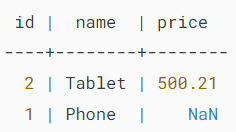 id | name | price
----+--------+--------
2 | Tablet | 500.21
1 | Phone | NaN